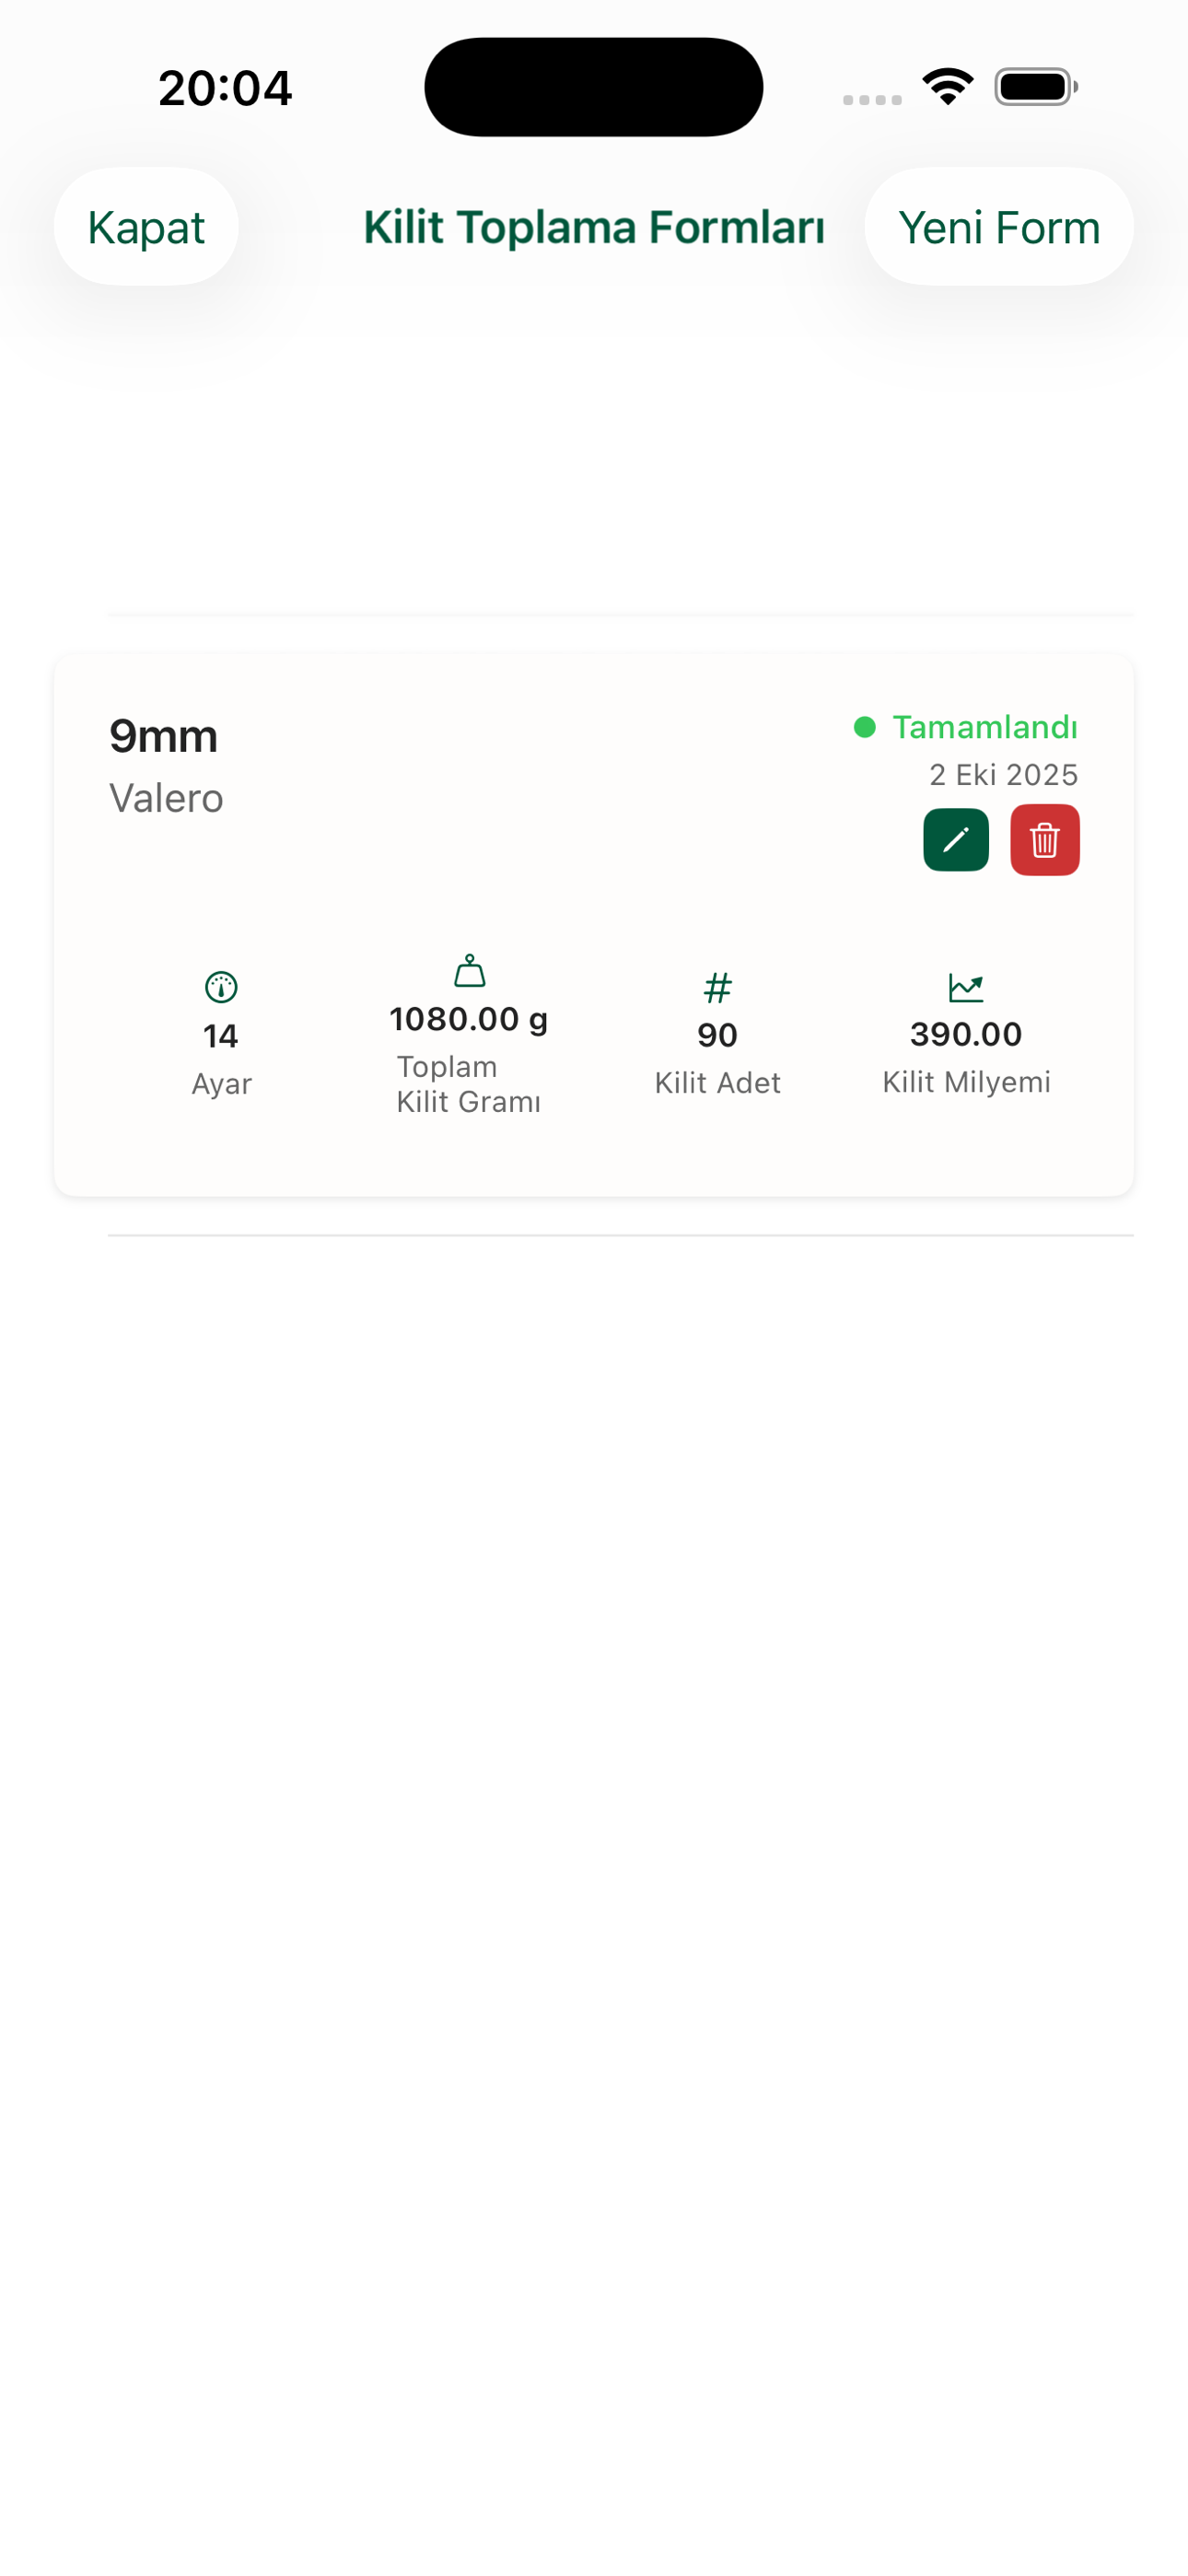 20:04
Kapat
Kilit Toplama Formları
Yeni Form
9mm
Valero
Tamamlandı
2 Eki 2025
14
Ayar
1080.00 g
Toplam
Kilit Gramı
90
Kilit Adet
390.00
Kilit Milyemi